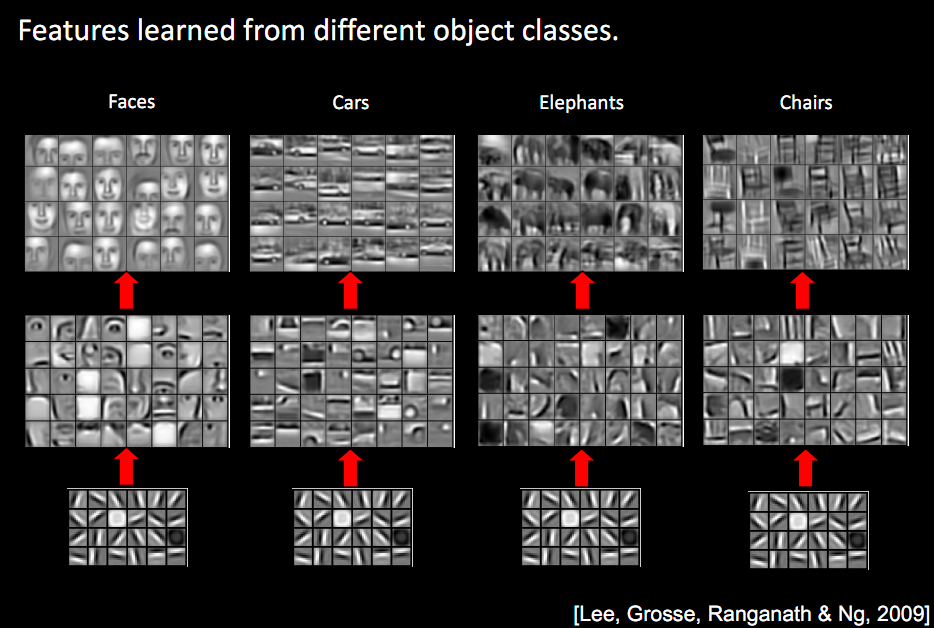 Features learned from different object classes.
Faces
Cars
Elephants
Chairs
[Lee, Grosse, Ranganath & Ng, 2009]